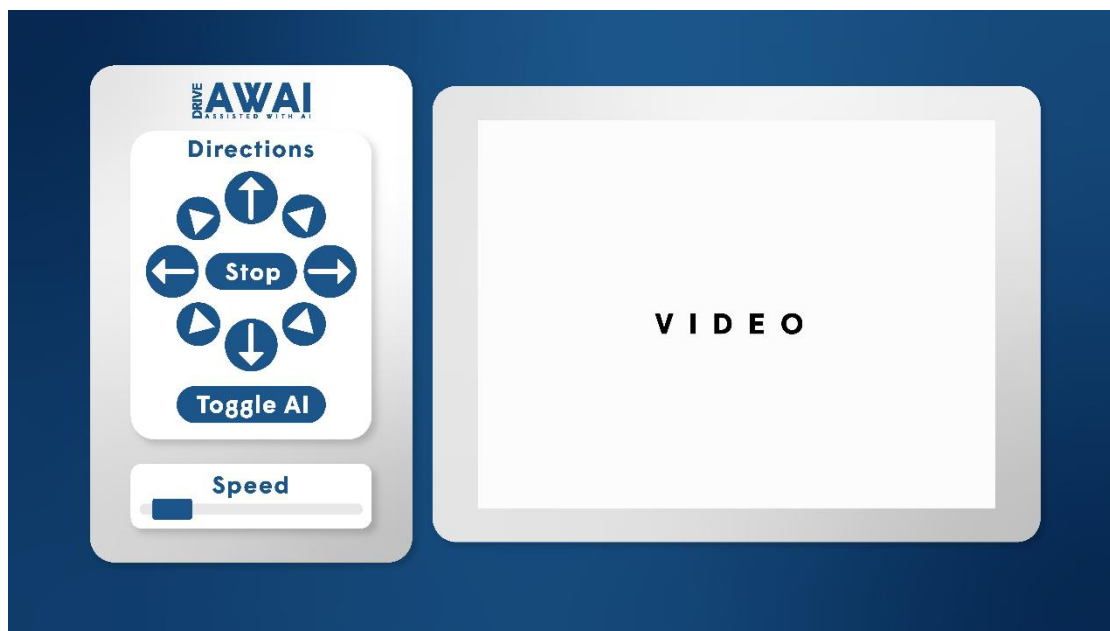 DRIVE AWAI
ASSISTED WITH AI
Directions
Stop
Toggle AI
Speed
VIDEO